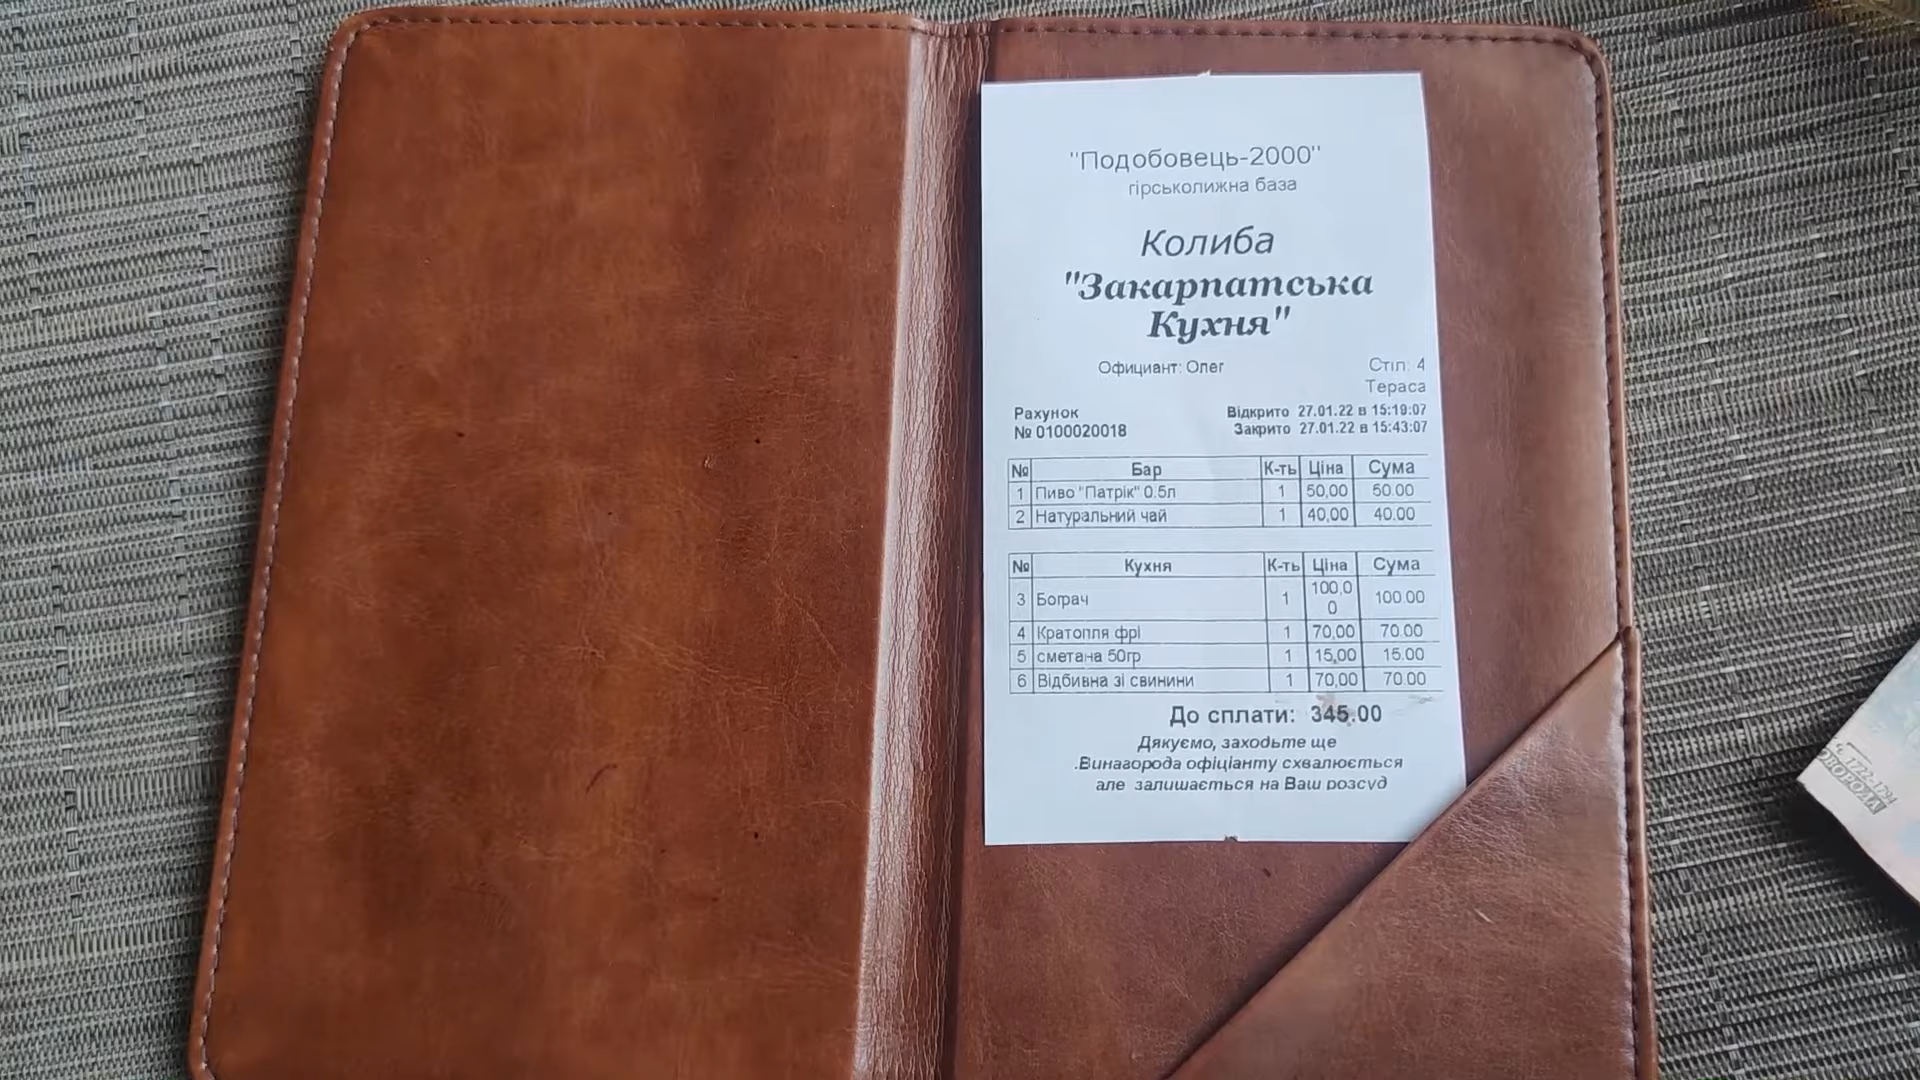 "Подобовець-2000"
гірськолижна база
Колиба
"Закарпатська
Кухня"
Официант: Олег Стіл: 4
Тераса
Рахунок Відкрито 27.01.22 в 15:19:07
№ 0100020018 Закрито 27.01.22 в 15:43:07
№ Бар К-ть Ціна Сума
1 Пиво "Патрік" 0.5л 1 50,00 50.00
2 Натуральний чай 1 40,00 40.00
№ Кухня К-ть Ціна Сума
3 Бограч 1 100,0 100.00
0
4 Кратопля фрі 1 70,00 70.00
5 сметана 50гр 1 15,00 15.00
6 Відбивна зі свинини 1 70,00 70.00
До сплати: 345.00
Дякуємо, заходьте ще
.Винагорода офіціанту схвалюється
але залишається на Ваш розсуд
1722-1794